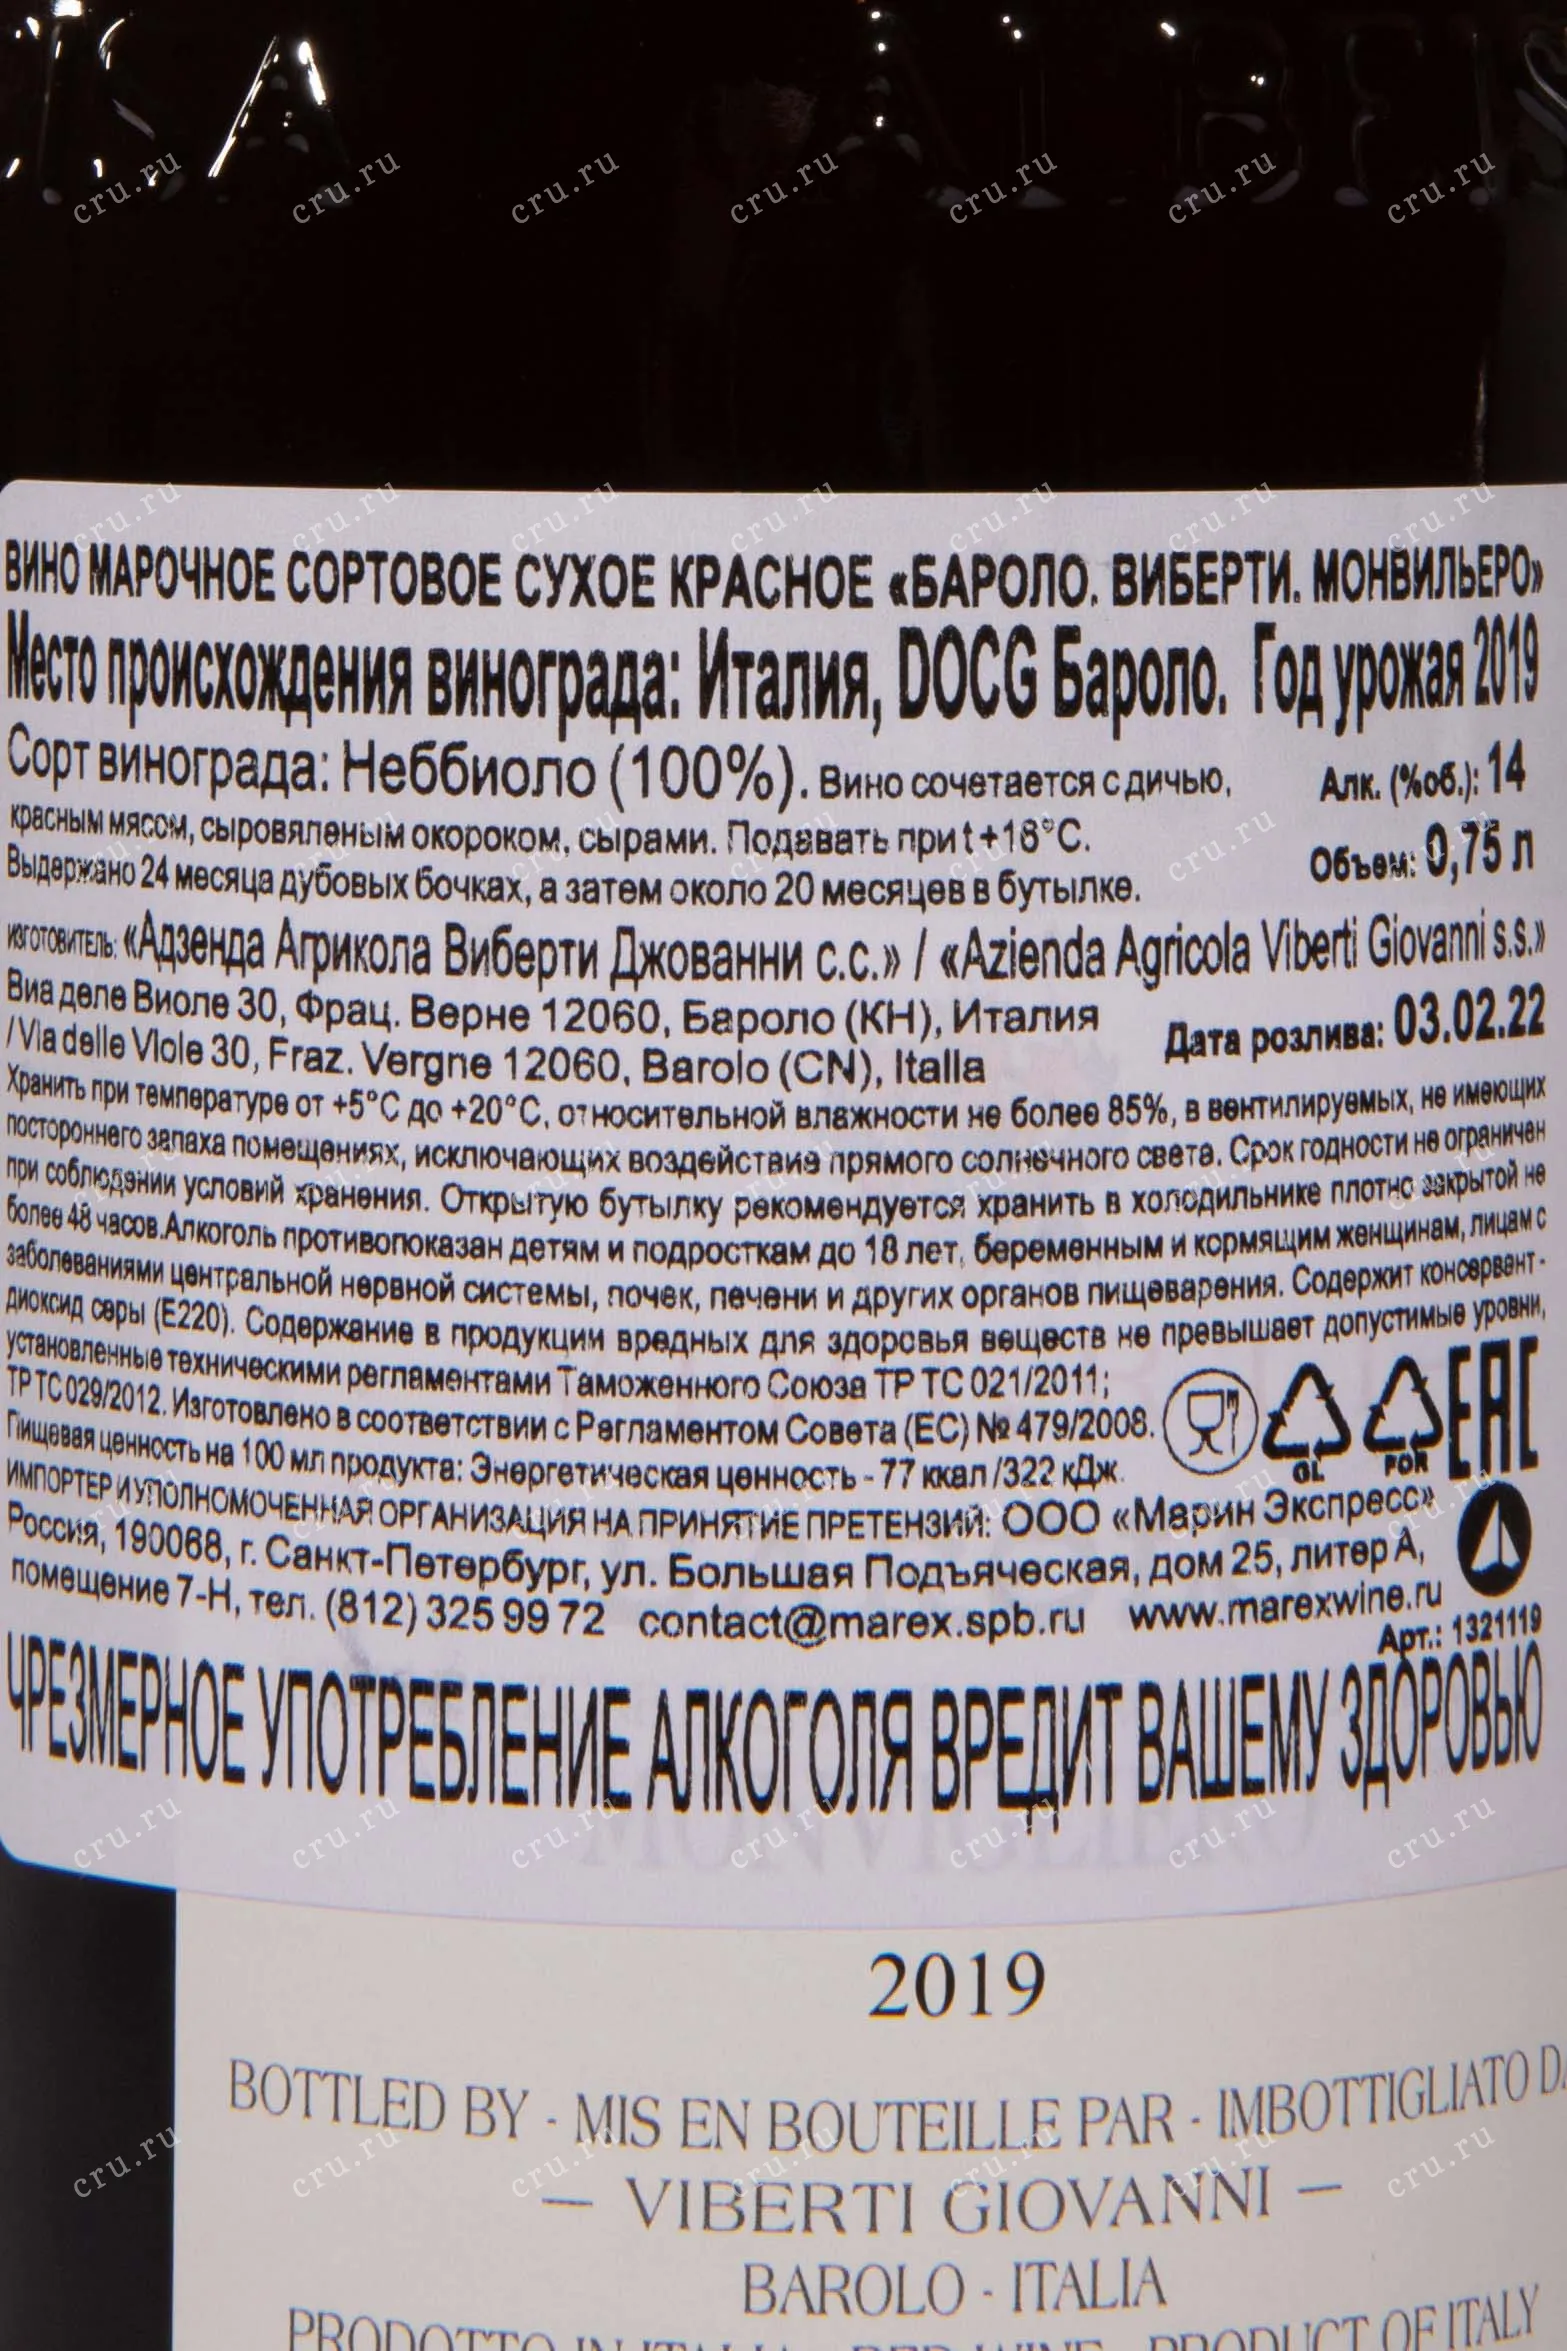 ВИНО МАРОЧНОЕ СОРТОВОЕ СУХОЕ КРАСНОЕ «БАРОЛО. ВИБЕРТИ. МОНВИЛЬЕРО»
Место происхождения винограда: Италия, DOCG Бароло. Год урожая 2019
Сорт винограда: Неббиоло (100%). Вино сочетается с дичью,
Алк. (%об.): 14
красным мясом, сыровяленым окороком, сырами. Подавать при t +16°C.
Выдержано 24 месяца дубовых бочках, а затем около 20 месяцев в бутылке.
Объем: 0,75 л
ИЗГОТОВИТЕЛЬ: «Адзенда Агрикола Виберти Джованни с.с.» / «Azienda Agricola Viberti Giovanni s.s.»
Виа деле Виоле 30, Фрац. Верне 12060, Бароло (КН), Италия
/ Via delle Viole 30, Fraz. Vergne 12060, Barolo (CN), Italia
Дата розлива: 03.02.22
Хранить при температуре от +5°С до +20°С, относительной влажности не более 85%, в вентилируемых, не имеющих
постороннего запаха помещениях, исключающих воздействие прямого солнечного света. Срок годности не ограничен
при соблюдении условий хранения. Открытую бутылку рекомендуется хранить в холодильнике плотно закрытой не
более 48 часов.Алкоголь противопоказан детям и подросткам до 18 лет, беременным и кормящим женщинам, лицам с
заболеваниями центральной нервной системы, почек, печени и других органов пищеварения. Содержит консервант-
диоксид серы (Е220). Содержание в продукции вредных для здоровья веществ не превышает допустимые уровни,
установленные техническими регламентами Таможенного Союза ТР ТС 021/2011;
ТР ТС 029/2012. Изготовлено в соответствии с Регламентом Совета (ЕС) № 479/2008.
Пищевая ценность на 100 мл продукта: Энергетическая ценность - 77 ккал /322 кДж.
GL FOR EAC
ИМПОРТЕР И УПОЛНОМОЧЕННАЯ ОРГАНИЗАЦИЯ НА ПРИНЯТИЕ ПРЕТЕНЗИЙ: ООО «Марин Экспресс»
Россия, 190068, г. Санкт-Петербург, ул. Большая Подъяческая, дом 25, литер А,
помещение 7-Н, тел. (812) 325 99 72 contact@marex.spb.ru www.marexwine.ru
Арт.: 1321119
ЧРЕЗМЕРНОЕ УПОТРЕБЛЕНИЕ АЛКОГОЛЯ ВРЕДИТ ВАШЕМУ ЗДОРОВЬЮ
MONVIGLIERO
2019
BOTTLED BY - MIS EN BOUTEILLE PAR - IMBOTTIGLIATO DA
— VIBERTI GIOVANNI —
BAROLO - ITALIA
PRODOTTO IN ITALIA - RED WINE - PRODUCT OF ITALY
cru.ru